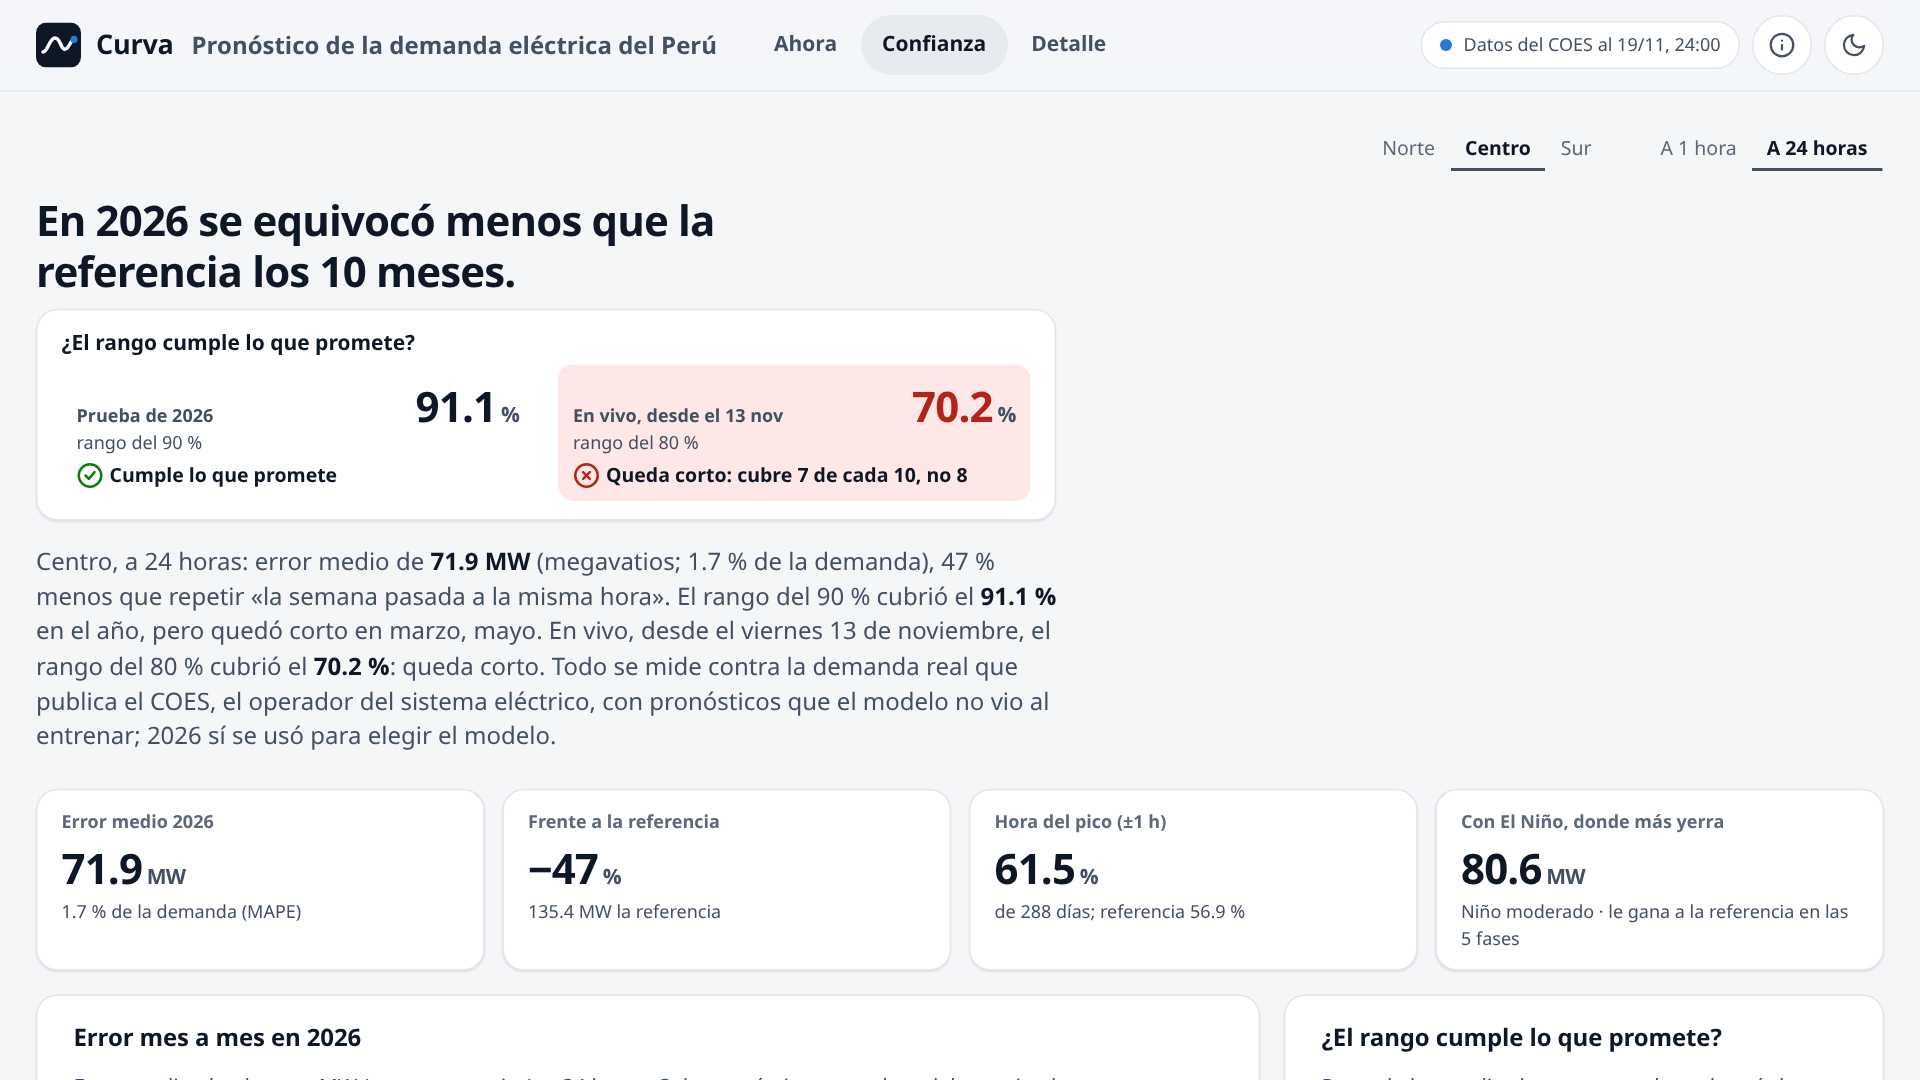 Curva Pronóstico de la demanda eléctrica del Perú Ahora Confianza Detalle Datos del COES al 19/11, 24:00
Norte Centro Sur A 1 hora A 24 horas
En 2026 se equivocó menos que la
referencia los 10 meses.
¿El rango cumple lo que promete?
Prueba de 2026 91.1 %
rango del 90 %
Cumple lo que promete
En vivo, desde el 13 nov 70.2 %
rango del 80 %
Queda corto: cubre 7 de cada 10, no 8
Centro, a 24 horas: error medio de 71.9 MW (megavatios; 1.7 % de la demanda), 47 %
menos que repetir «la semana pasada a la misma hora». El rango del 90 % cubrió el 91.1 %
en el año, pero quedó corto en marzo, mayo. En vivo, desde el viernes 13 de noviembre, el
rango del 80 % cubrió el 70.2 %: queda corto. Todo se mide contra la demanda real que
publica el COES, el operador del sistema eléctrico, con pronósticos que el modelo no vio al
entrenar; 2026 sí se usó para elegir el modelo.
Error medio 2026
71.9 MW
1.7 % de la demanda (MAPE)
Frente a la referencia
−47 %
135.4 MW la referencia
Hora del pico (±1 h)
61.5 %
de 288 días; referencia 56.9 %
Con El Niño, donde más yerra
80.6 MW
Niño moderado · le gana a la referencia en las
5 fases
Error mes a mes en 2026
¿El rango cumple lo que promete?